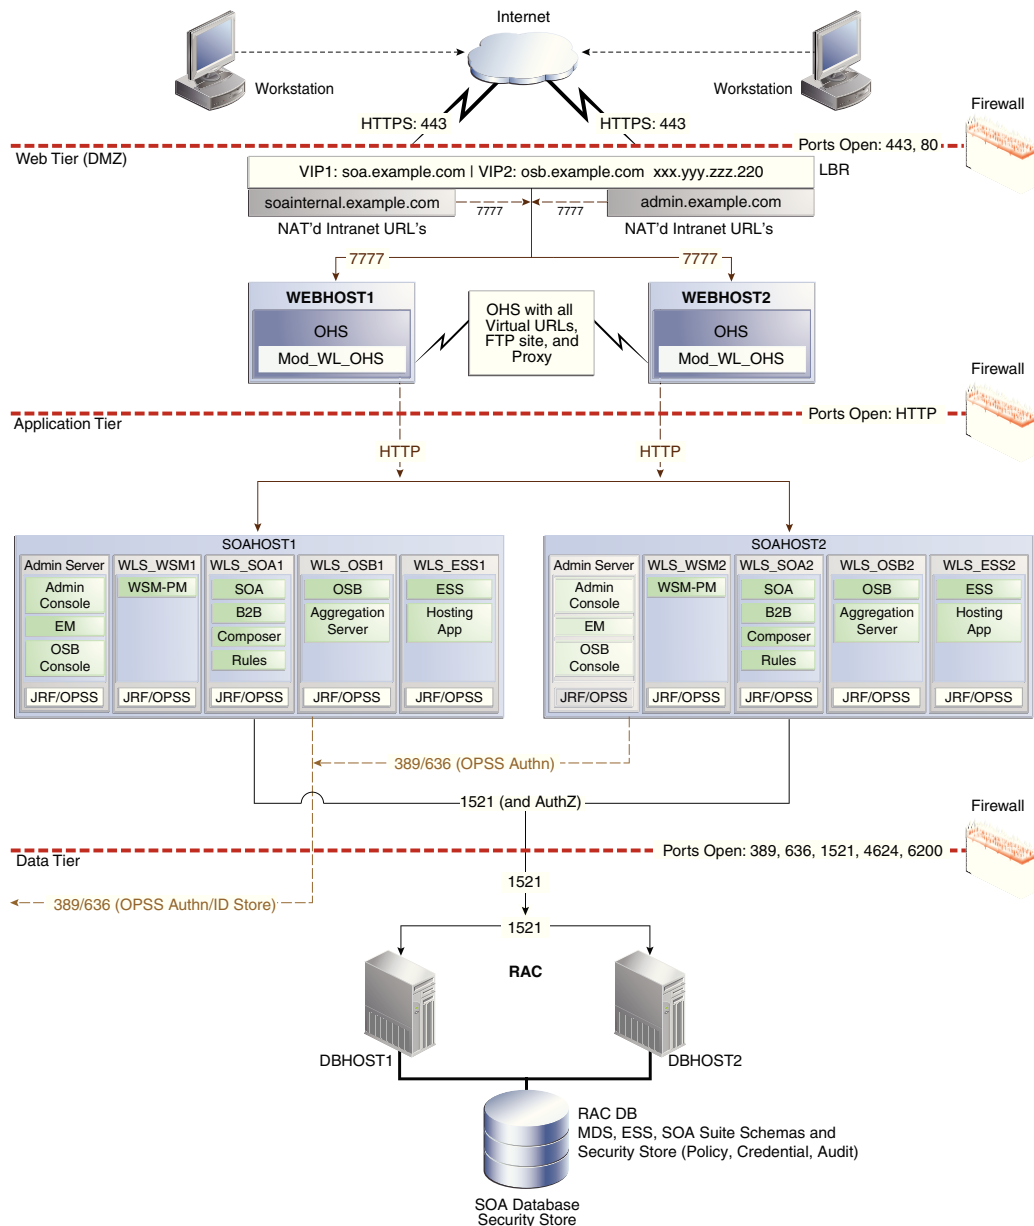 Internet
Workstation
Workstation
HTTPS: 443
HTTPS: 443
Firewall
Ports Open: 443, 80
Web Tier (DMZ)
VIP1: soa.example.com | VIP2: osb.example.com xxx.yyy.zzz.220
LBR
soainternal.example.com
7777
7777
admin.example.com
NAT'd Intranet URL's
NAT'd Intranet URL's
7777
7777
WEBHOST1
OHS
Mod_WL_OHS
OHS with all
Virtual URLs,
FTP site, and
Proxy
WEBHOST2
OHS
Mod_WL_OHS
Firewall
Ports Open: HTTP
Application Tier
HTTP
HTTP
SOAHOST1
Admin Server
Admin
Console
EM
OSB
Console
JRF/OPSS
WLS_WSM1
WSM-PM
JRF/OPSS
WLS_SOA1
SOA
B2B
Composer
Rules
JRF/OPSS
WLS_OSB1
OSB
Aggregation
Server
JRF/OPSS
WLS_ESS1
ESS
Hosting
App
JRF/OPSS
SOAHOST2
Admin Server
Admin
Console
EM
OSB
Console
JRF/OPSS
WLS_WSM2
WSM-PM
JRF/OPSS
WLS_SOA2
SOA
B2B
Composer
Rules
JRF/OPSS
WLS_OSB2
OSB
Aggregation
Server
JRF/OPSS
WLS_ESS2
ESS
Hosting
App
JRF/OPSS
389/636 (OPSS Authn)
1521 (and AuthZ)
Firewall
Ports Open: 389, 636, 1521, 4624, 6200
Data Tier
1521
389/636 (OPSS Authn/ID Store)
1521
RAC
DBHOST1
DBHOST2
RAC DB
MDS, ESS, SOA Suite Schemas and
Security Store (Policy, Credential, Audit)
SOA Database
Security Store